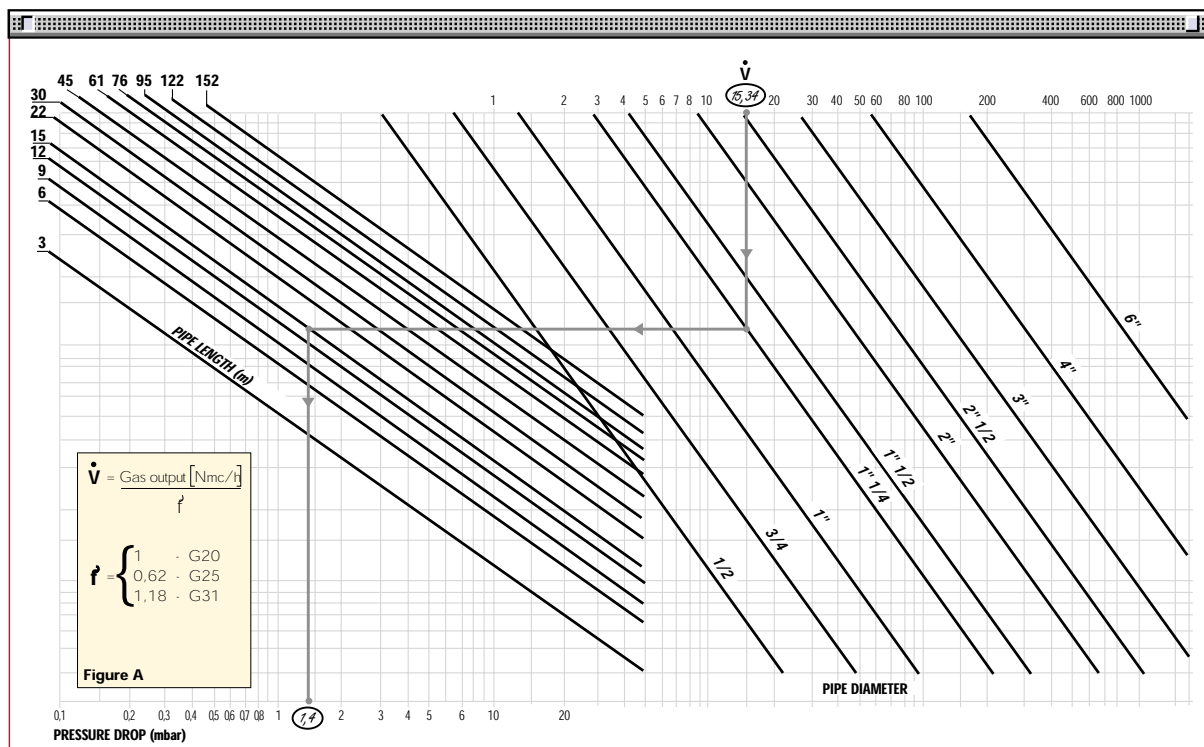 V
15,34
45 61 76 95 122 152
30
22
15
12
9
6
3
1 2 3 4 5 6 7 8 10 20 30 40 50 60 80 100 200 400 600 800 1000
PIPE LENGTH (m)
6"
4"
3"
2" 1/2
2"
1" 1/2
1" 1/4
1"
3/4
1/2
V = Gas output [Nmc/h]
f
f = { 1 - G20
0,62 - G25
1,18 - G31
Figure A
PIPE DIAMETER
0,1 0,2 0,3 0,4 0,5 0,6 0,7 0,8 1 1,4 2 3 4 5 6 10 20
PRESSURE DROP (mbar)